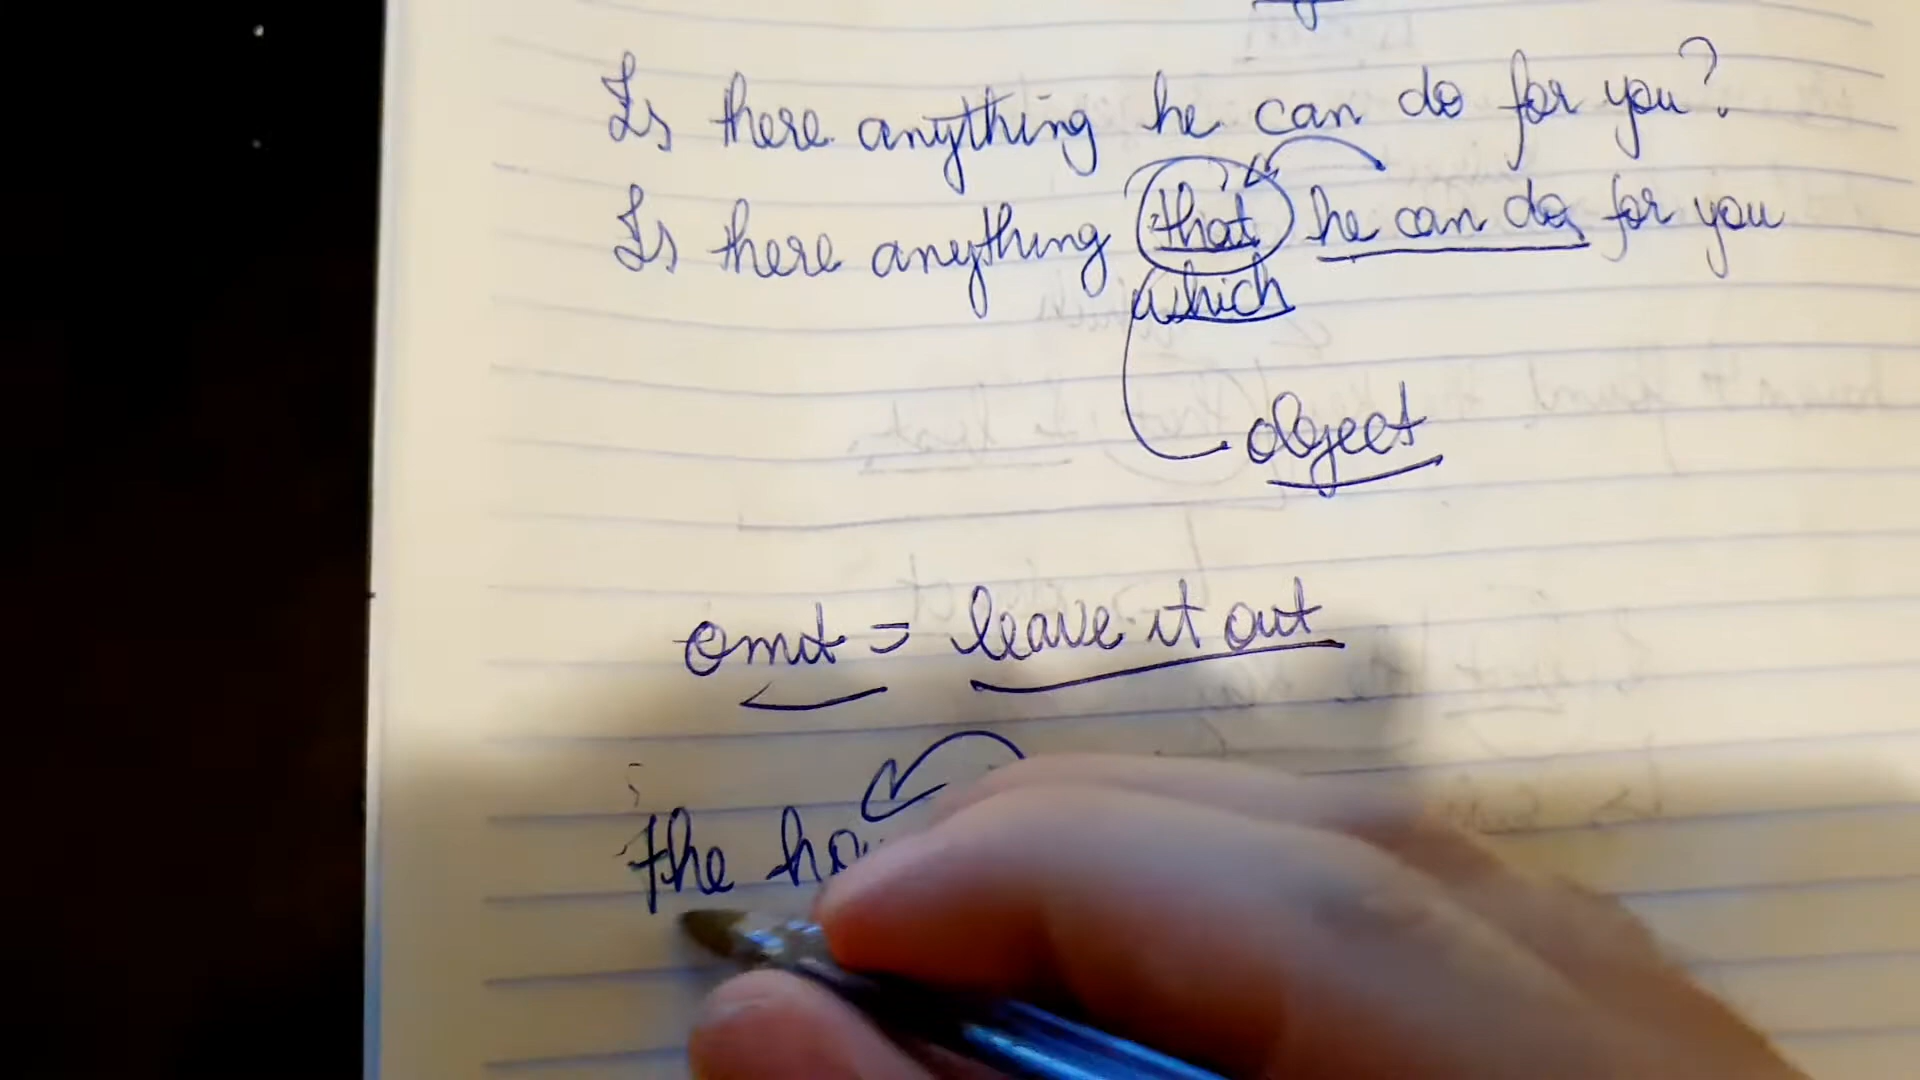 Is there anything he can do for you?
Is there anything that he can do for you
which
object
omit = leave it out
the